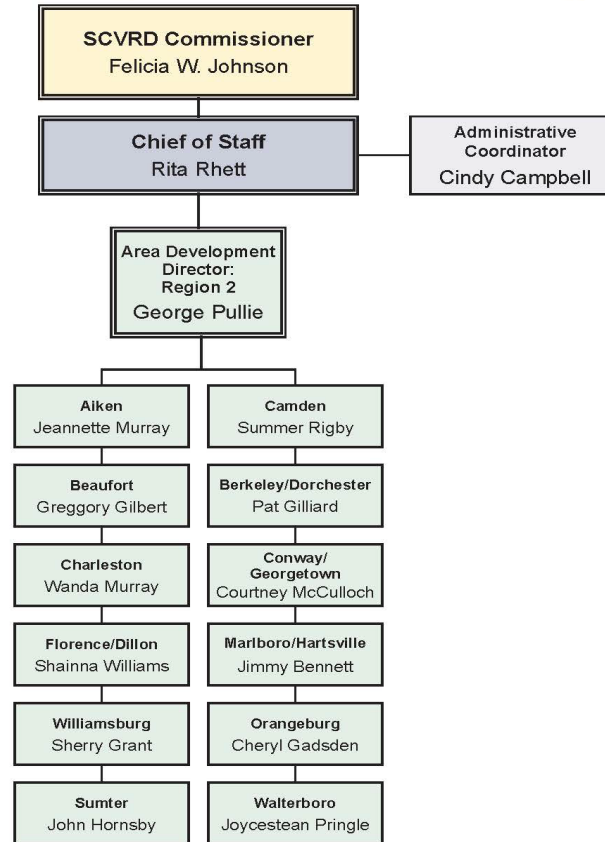 SCVRD Commissioner
Felicia W. Johnson
Chief of Staff
Rita Rhett
Administrative
Coordinator
Cindy Campbell
Area Development
Director:
Region 2
George Pullie
Aiken
Jeannette Murray
Beaufort
Greggory Gilbert
Charleston
Wanda Murray
Florence/Dillon
Shainna Williams
Williamsburg
Sherry Grant
Sumter
John Hornsby
Camden
Summer Rigby
Berkeley/Dorchester
Pat Gilliard
Conway/
Georgetown
Courtney McCulloch
Marlboro/Hartsville
Jimmy Bennett
Orangeburg
Cheryl Gadsden
Walterboro
Joycestean Pringle